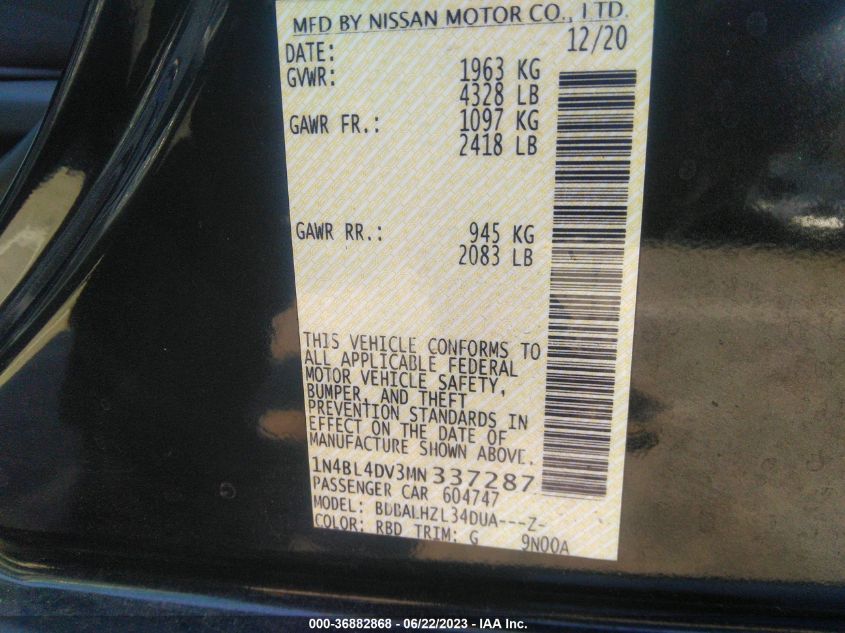 MFD BY NISSAN MOTOR CO., LTD.
DATE: 12/20
GVWR: 1963 KG
4328 LB
GAWR FR.: 1097 KG
2418 LB
GAWR RR.: 945 KG
2083 LB
THIS VEHICLE CONFORMS TO
ALL APPLICABLE FEDERAL
MOTOR VEHICLE SAFETY,
BUMPER, AND THEFT
PREVENTION STANDARDS IN
EFFECT ON THE DATE OF
MANUFACTURE SHOWN ABOVE.
1N4BL4DV3MN337287
PASSENGER CAR 604747
MODEL: BDBALHZL34DUA---Z-
COLOR: RBD TRIM: G 9N00A
000-36882868 - 06/22/2023 - IAA Inc.